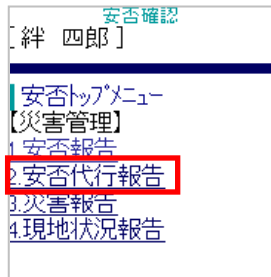 安否確認
[絆 四郎]
安否トップメニュー
【災害管理】
1.安否報告
2.安否代行報告
3.災害報告
4.現地状況報告